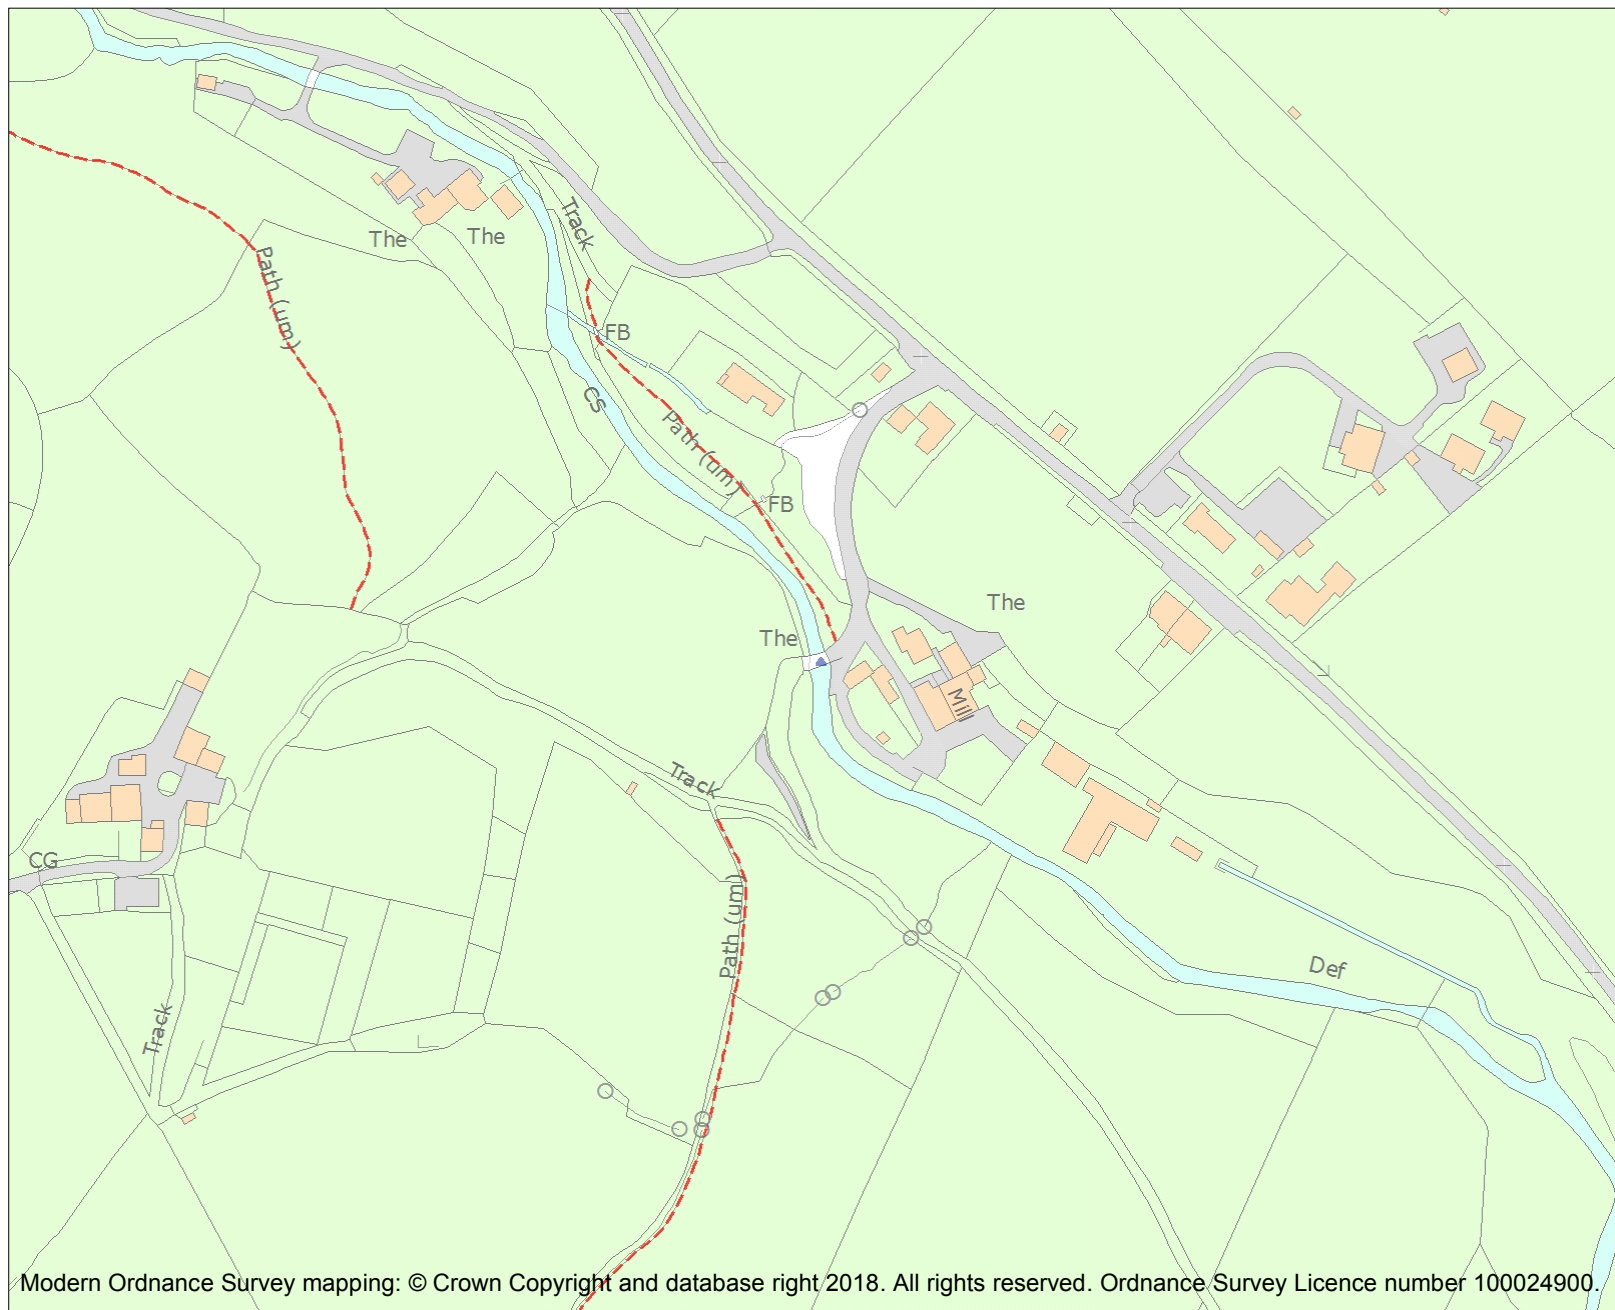 Track
The
The
Path (um)
FB
CS
Path (um)
FB
The
The
Mill
Track
CG
Path (um)
Def
Track
Modern Ordnance Survey mapping: © Crown Copyright and database right 2018. All rights reserved. Ordnance Survey Licence number 100024900.